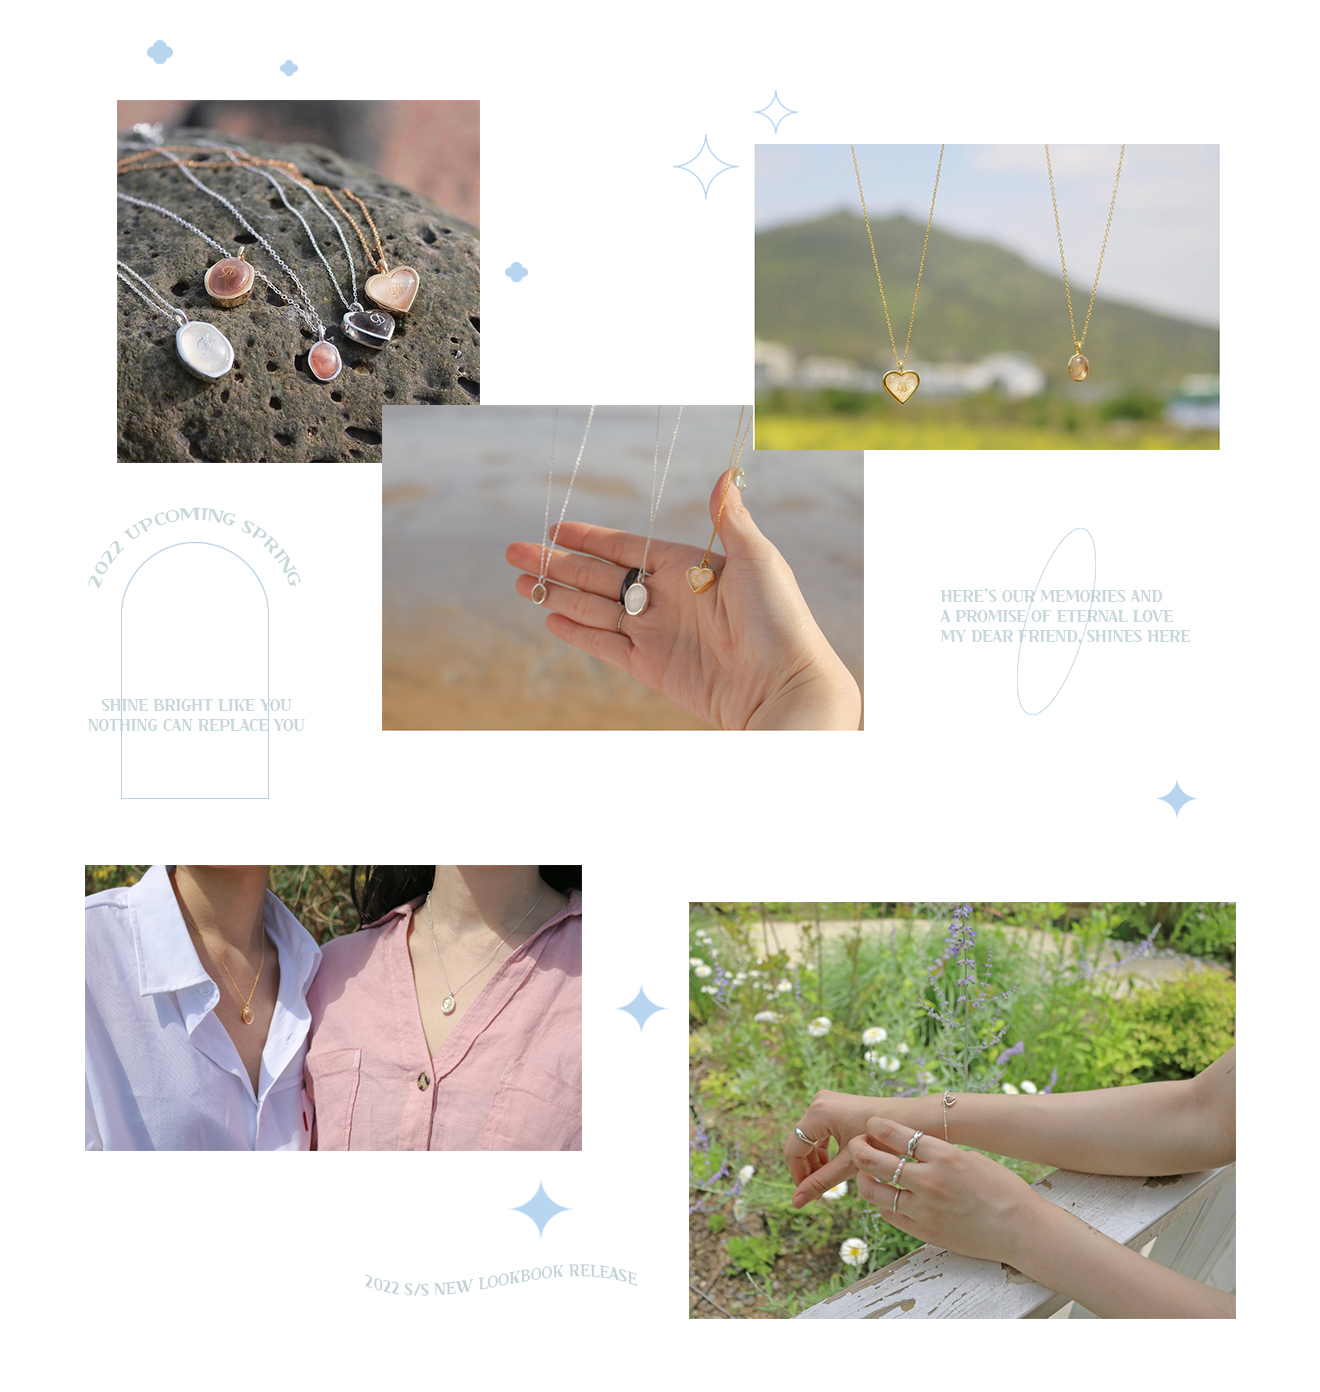 2022 UPCOMING SPRING
SHINE BRIGHT LIKE YOU
NOTHING CAN REPLACE YOU
HERE'S OUR MEMORIES AND
A PROMISE OF ETERNAL LOVE
MY DEAR FRIEND, SHINES HERE
2022 S/S NEW LOOKBOOK RELEASE